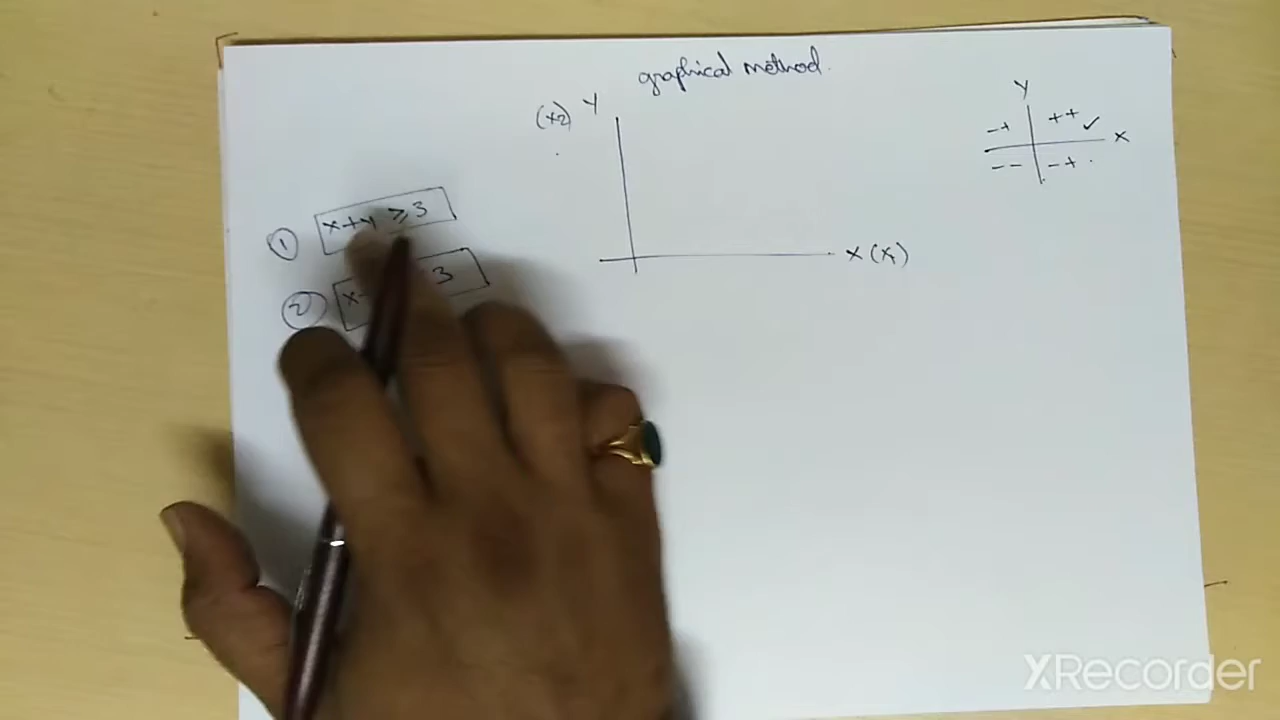 graphical method.
(x2) Y
X (x1)
① x+y ≥ 3
② x 3
Y
-+ ++ ✓
X
-- -+
XRecorder